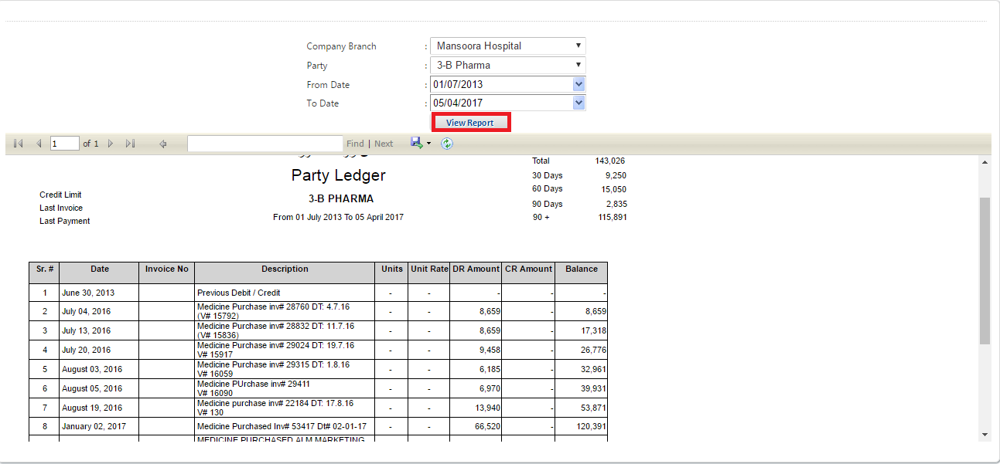 Company Branch : Mansoora Hospital
Party : 3-B Pharma
From Date : 01/07/2013
To Date : 05/04/2017
View Report
1 of 1 Find | Next
Total 143,026
Party Ledger 30 Days 9,250
60 Days 15,050
Credit Limit 3-B PHARMA
90 Days 2,835
Last Invoice
Last Payment From 01 July 2013 To 05 April 2017 90 + 115,891
Sr. # Date Invoice No Description Units Unit Rate DR Amount CR Amount Balance
1 June 30, 2013 Previous Debit / Credit - - - - -
2 July 04, 2016 Medicine Purchase inv# 28760 DT: 4.7.16 - - 8,659 - 8,659
(V# 15792)
3 July 13, 2016 Medicine Purchase inv# 28832 DT: 11.7.16 - - 8,659 - 17,318
(V# 15836)
4 July 20, 2016 Medicine Purchase inv# 29024 DT: 19.7.16 - - 9,458 - 26,776
V# 15917
5 August 03, 2016 Medicine Purchase inv# 29315 DT: 1.8.16 - - 6,185 - 32,961
V# 16059
6 August 05, 2016 Medicine PUrchase inv# 29411 - - 6,970 - 39,931
V# 16090
7 August 19, 2016 Medicine purchase inv# 22184 DT: 17.8.16 - - 13,940 - 53,871
V# 130
8 January 02, 2017 Medicine Purchased Inv# 53417 Dt# 02-01-17 - - 66,520 - 120,391
MEDICINE PURCHASED ALM MARKETING